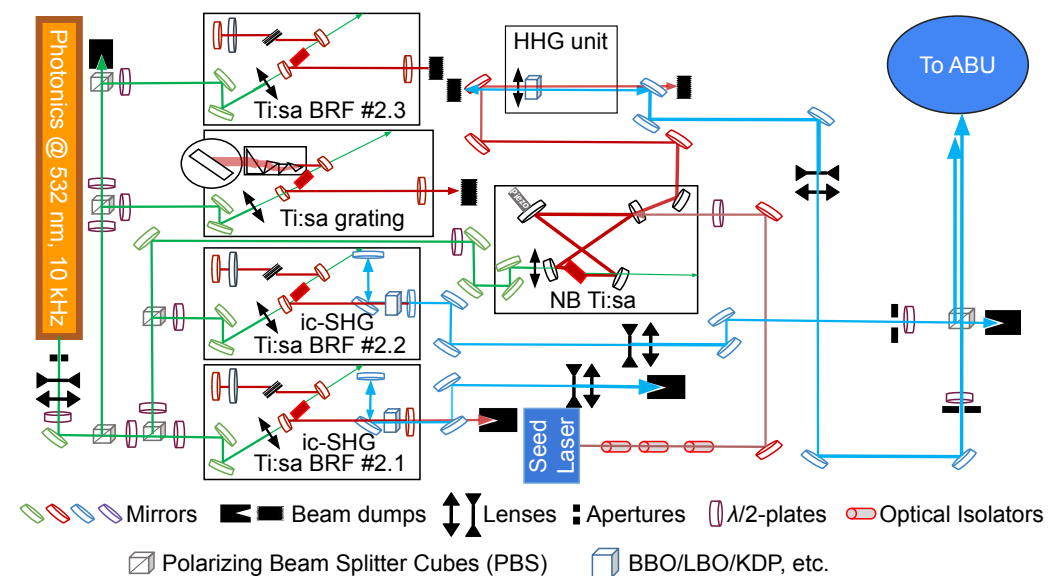 Photonics @ 532 nm, 10 kHz
Ti:sa BRF #2.3
HHG unit
To ABU
Ti:sa grating
Piezo
NB Ti:sa
ic-SHG
Ti:sa BRF #2.2
ic-SHG
Ti:sa BRF #2.1
Seed
Laser
Mirrors
Beam dumps
Lenses
Apertures
λ/2-plates
Optical Isolators
Polarizing Beam Splitter Cubes (PBS)
BBO/LBO/KDP, etc.